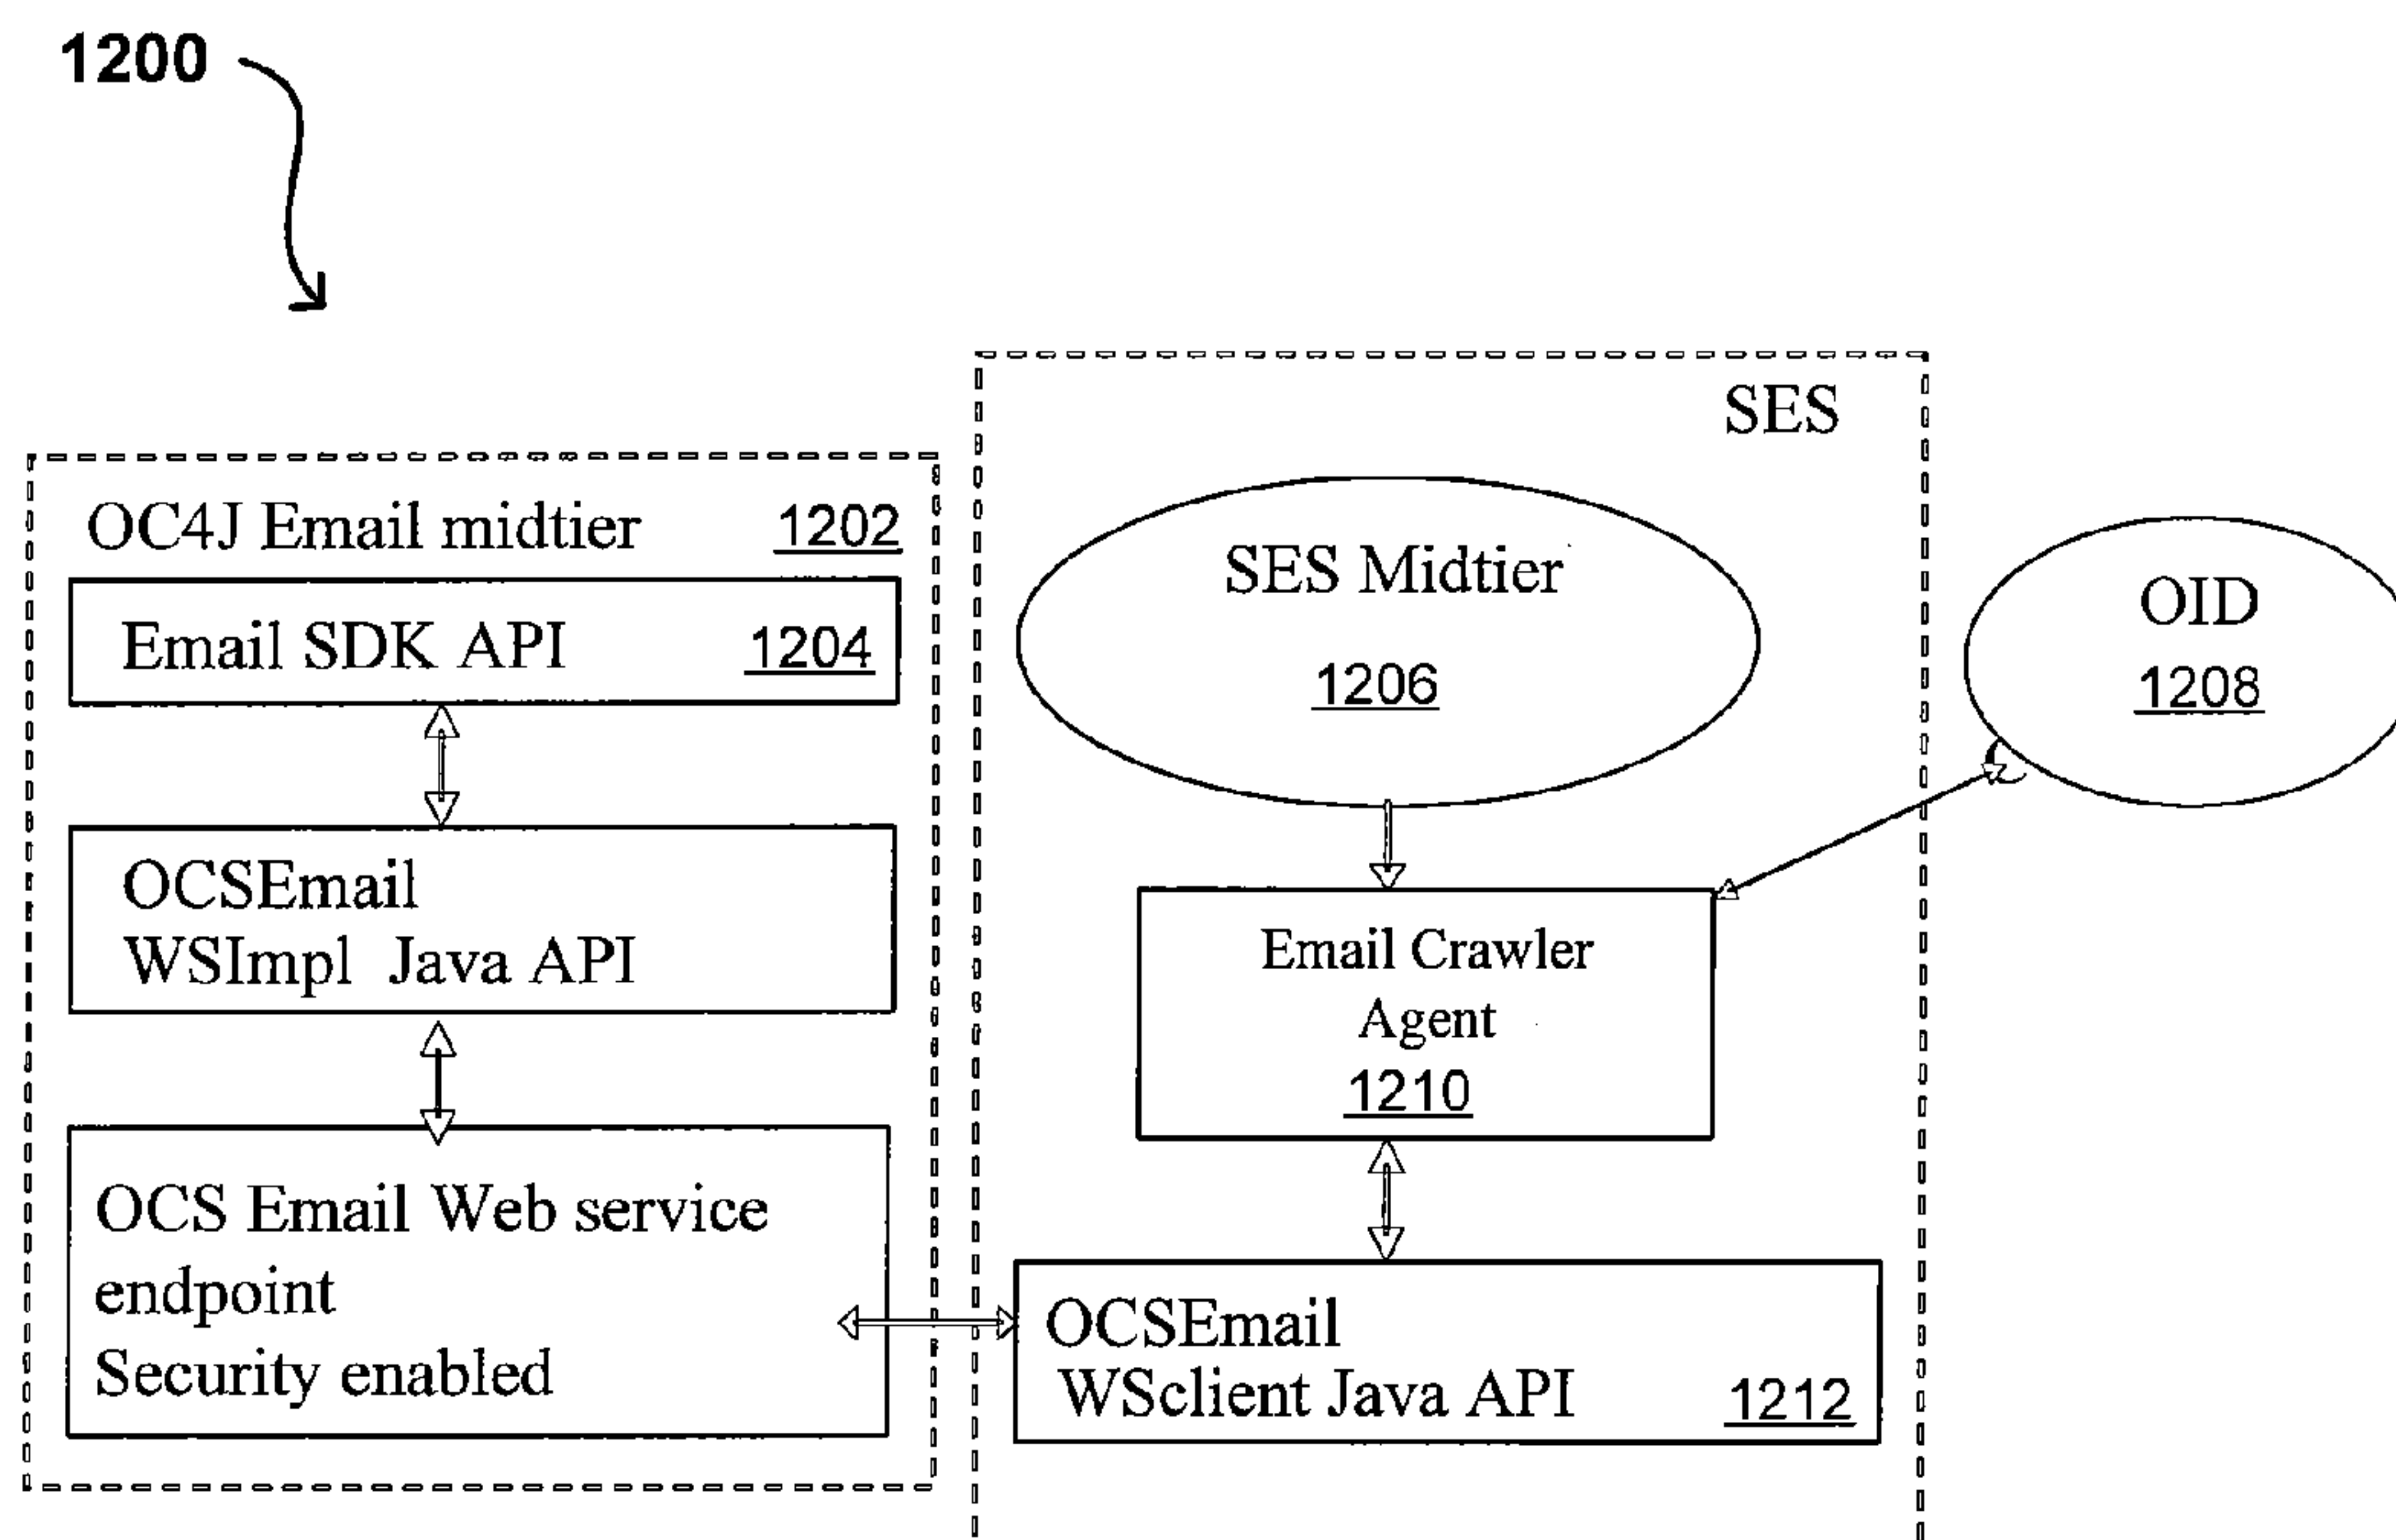 1200
OC4J Email midtier 1202
Email SDK API 1204
OCSEmail
WSImpl Java API
OCS Email Web service
endpoint
Security enabled
SES
SES Midtier
1206
Email Crawler
Agent
1210
OCSEmail
WSclient Java API 1212
OID
1208